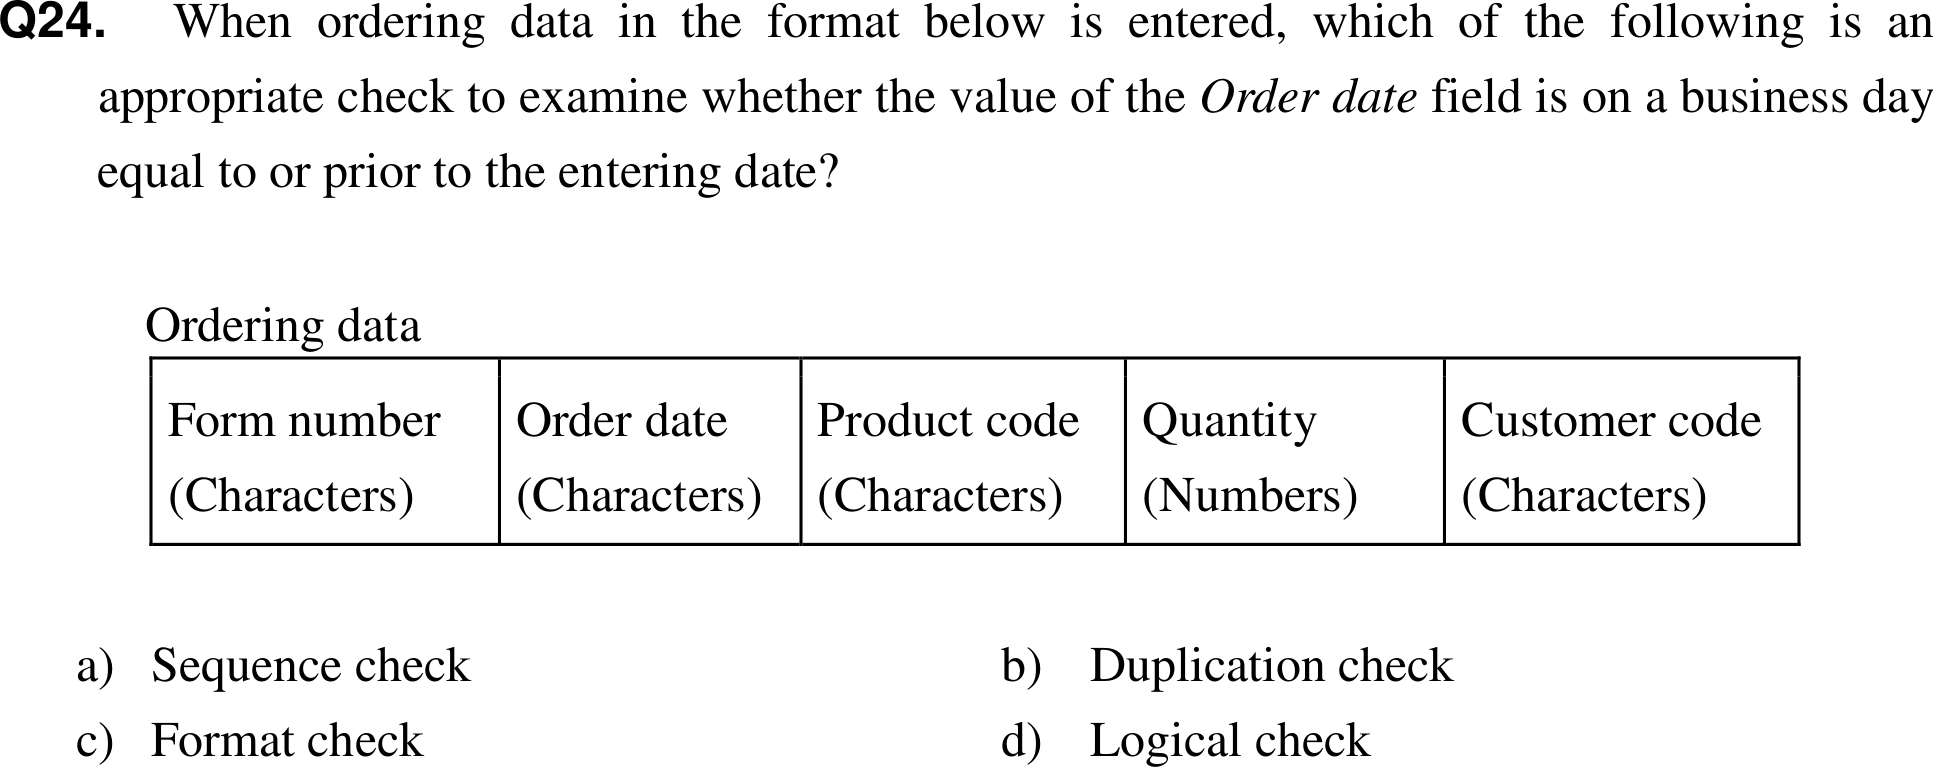 Q24. When ordering data in the format below is entered, which of the following is an
appropriate check to examine whether the value of the Order date field is on a business day
equal to or prior to the entering date?
Ordering data
Form number Order date Product code Quantity Customer code
(Characters) (Characters) (Characters) (Numbers) (Characters)
a) Sequence check b) Duplication check
c) Format check d) Logical check